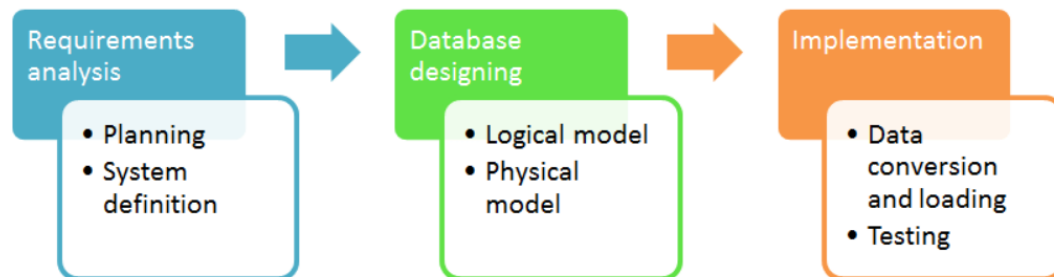 Requirements
analysis
• Planning
• System
definition
Database
designing
• Logical model
• Physical
model
Implementation
• Data
conversion
and loading
• Testing